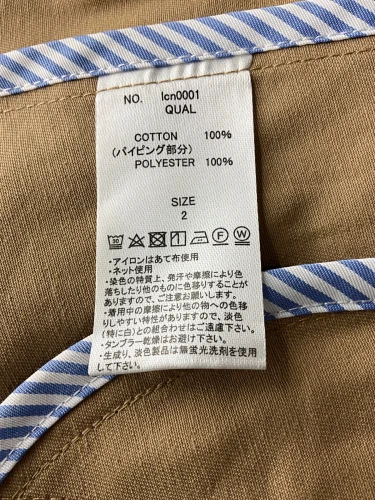 NO. lcn0001
QUAL
COTTON 100%
(パイピング部分)
POLYESTER 100%
SIZE
2
・アイロンはあて布使用
・ネット使用
・染色の特質上、発汗や摩擦により色
落ちしたり他のものに色移りすることが
ありますので、ご注意お願いします。
・着用中の摩擦により他の物への色移
りしやすい特性がありますので、淡色
(特に白)との組合わせはご遠慮下さい。
・タンブラー乾燥はお避け下さい。
・生成り、淡色製品は無蛍光洗剤を使用
して下さい。